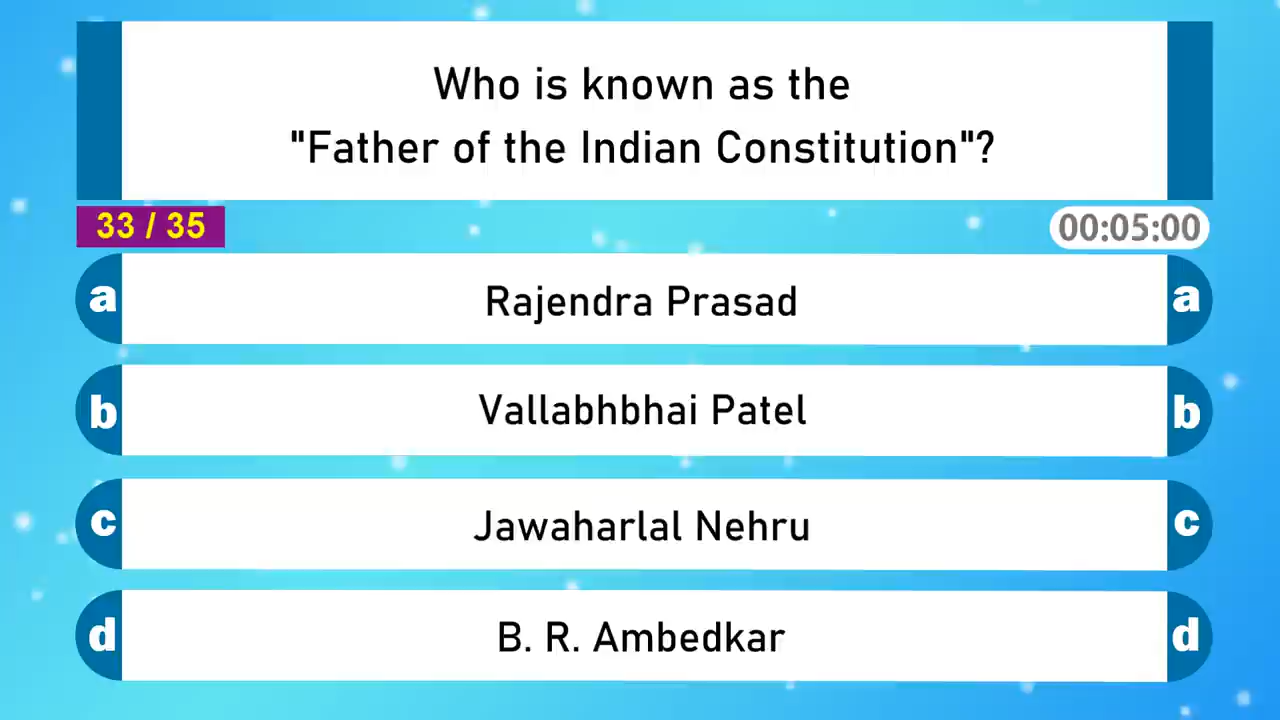 Who is known as the
"Father of the Indian Constitution"?
33 / 35
00:05:00
a Rajendra Prasad a
b Vallabhbhai Patel b
c Jawaharlal Nehru c
d B. R. Ambedkar d